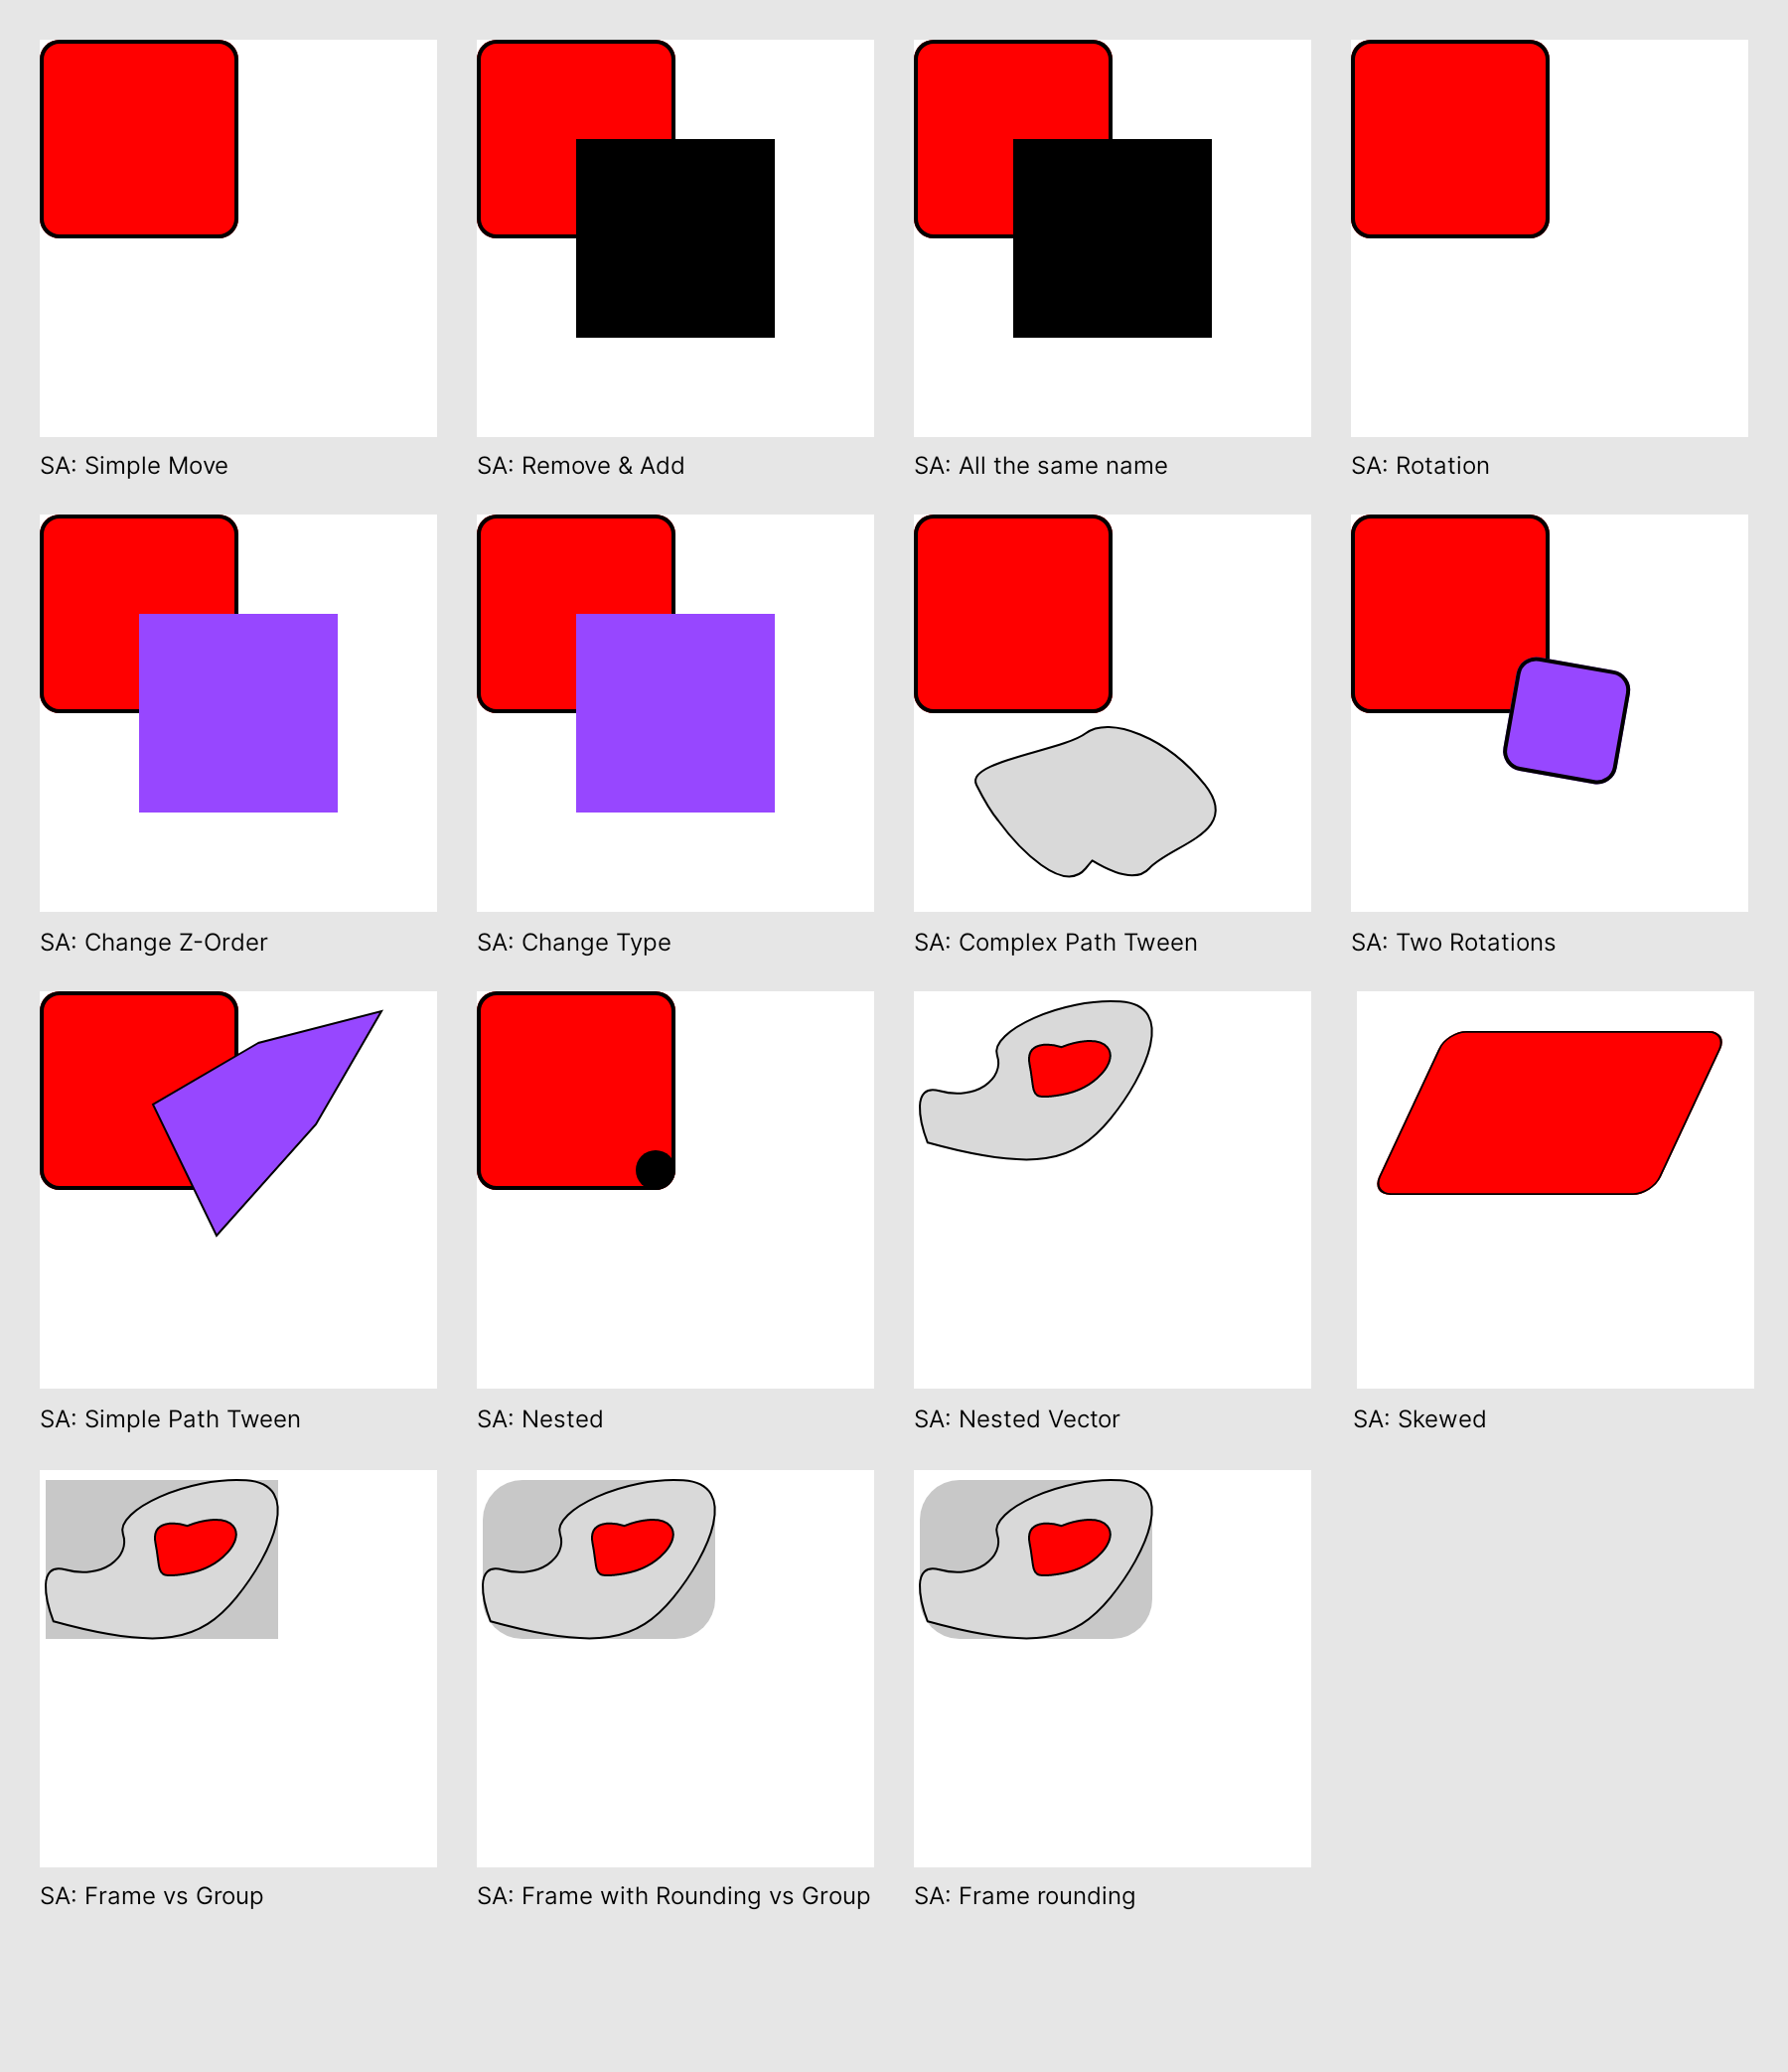 SA: Simple Move
SA: Remove & Add
SA: All the same name
SA: Rotation
SA: Change Z-Order
SA: Change Type
SA: Complex Path Tween
SA: Two Rotations
SA: Simple Path Tween
SA: Nested
SA: Nested Vector
SA: Skewed
SA: Frame vs Group
SA: Frame with Rounding vs Group
SA: Frame rounding